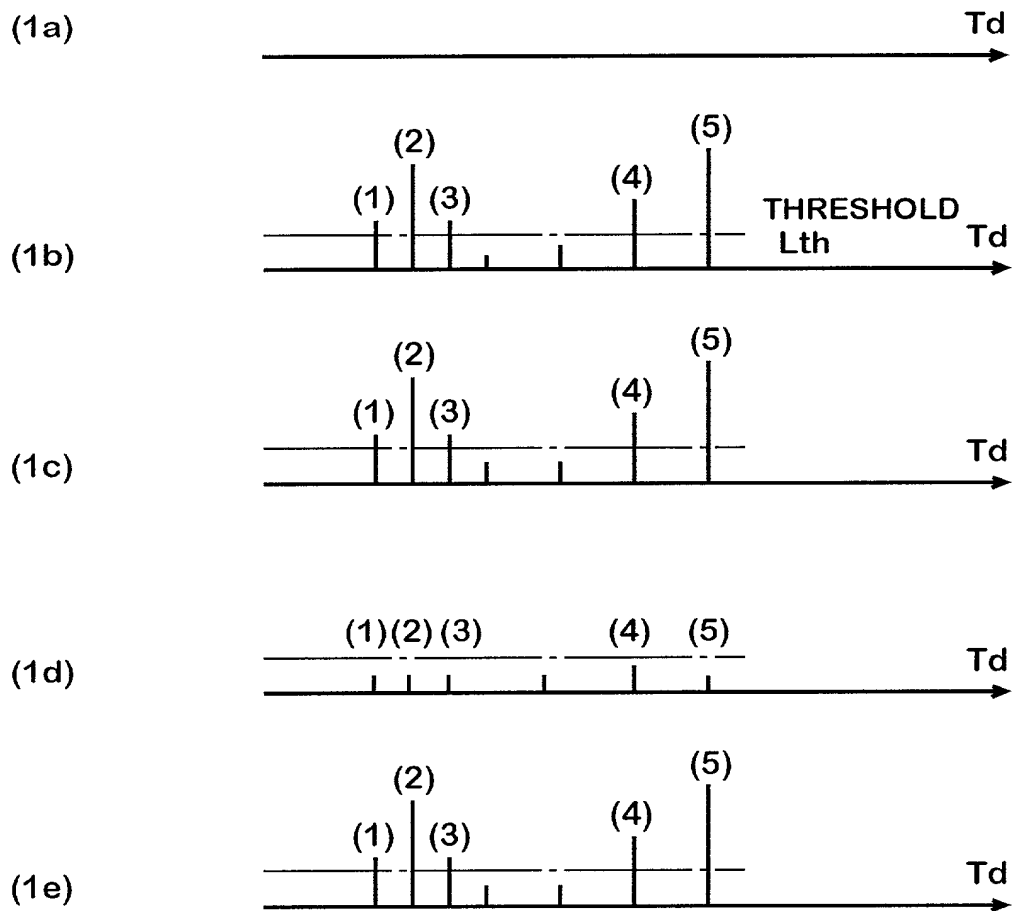 (1a) Td
(2) (5)
(1) (3) (4) THRESHOLD
(1b) Lth Td
(2) (5)
(1) (3) (4)
(1c) Td
(1) (2) (3) (4) (5)
(1d) Td
(2) (5)
(1) (3) (4)
(1e) Td